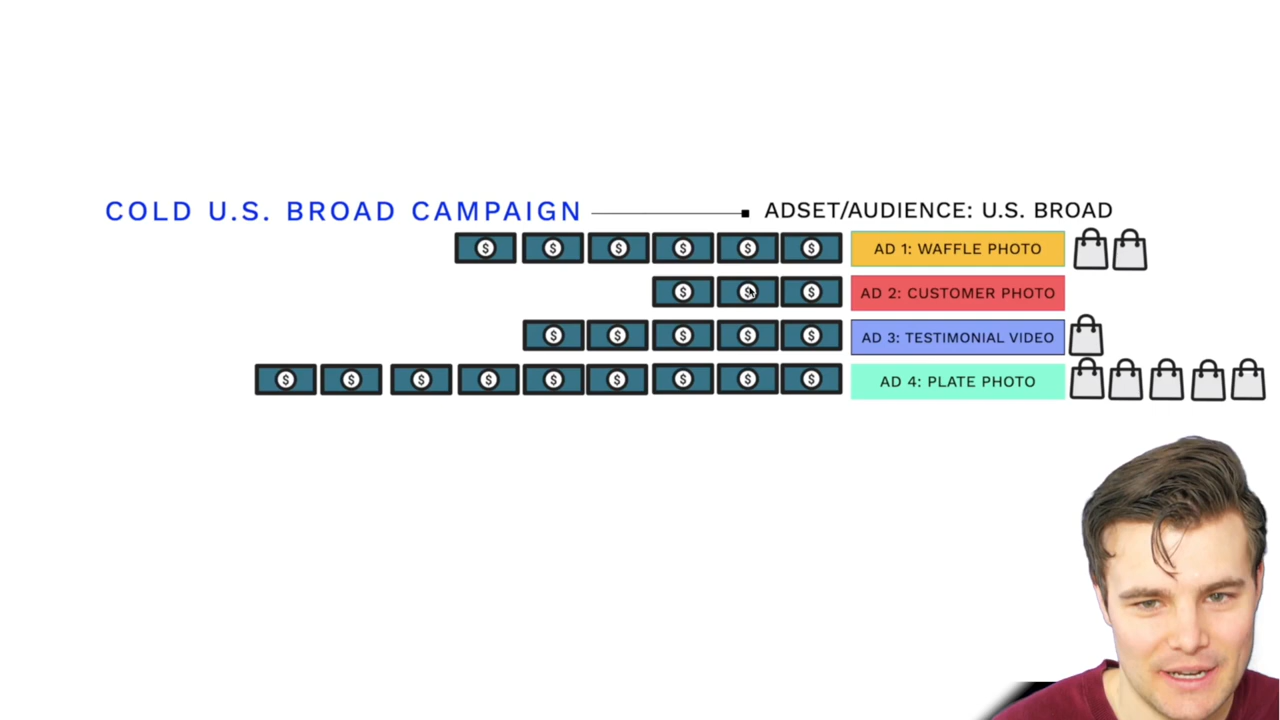 COLD U.S. BROAD CAMPAIGN
ADSET/AUDIENCE: U.S. BROAD
$ $ $ $ $ $
AD 1: WAFFLE PHOTO
$ $ $
AD 2: CUSTOMER PHOTO
$ $ $ $ $
AD 3: TESTIMONIAL VIDEO
$ $ $ $ $ $ $ $ $
AD 4: PLATE PHOTO